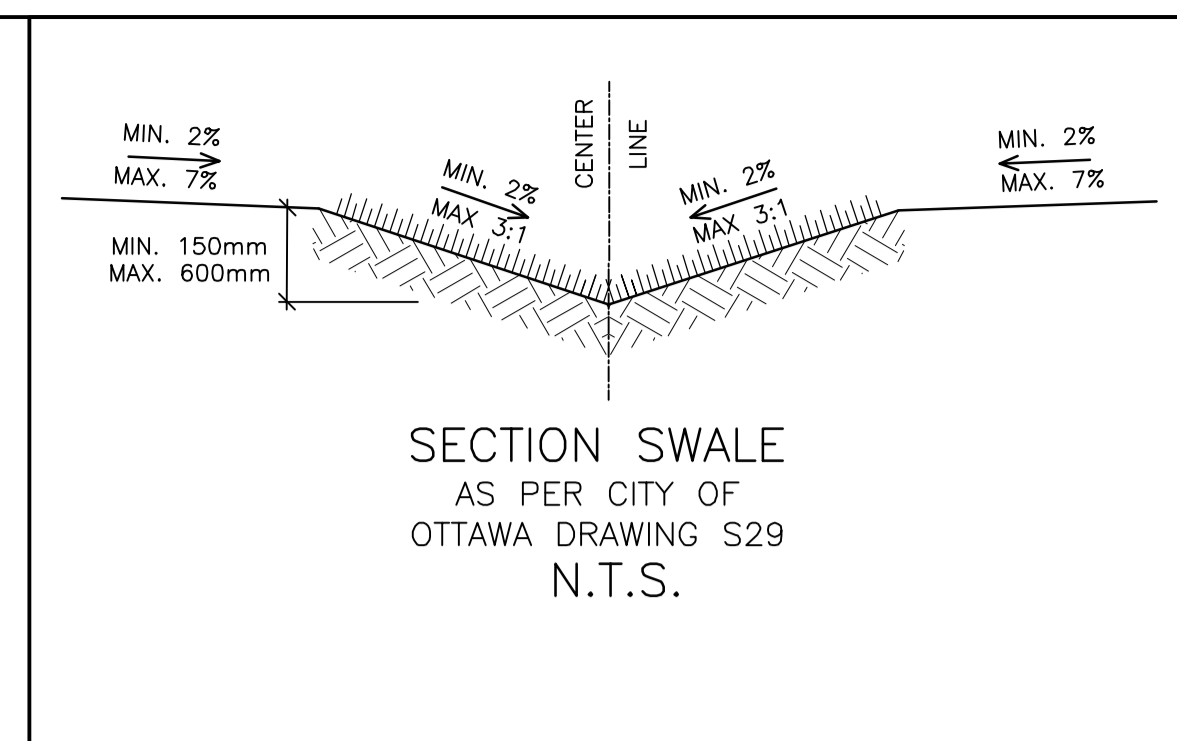 MIN. 2%
MAX. 7%
MIN. 2%
MAX 3:1
CENTER
LINE
MIN. 2%
MAX 3:1
MIN. 2%
MAX. 7%
MIN. 150mm
MAX. 600mm
SECTION SWALE
AS PER CITY OF
OTTAWA DRAWING S29
N.T.S.